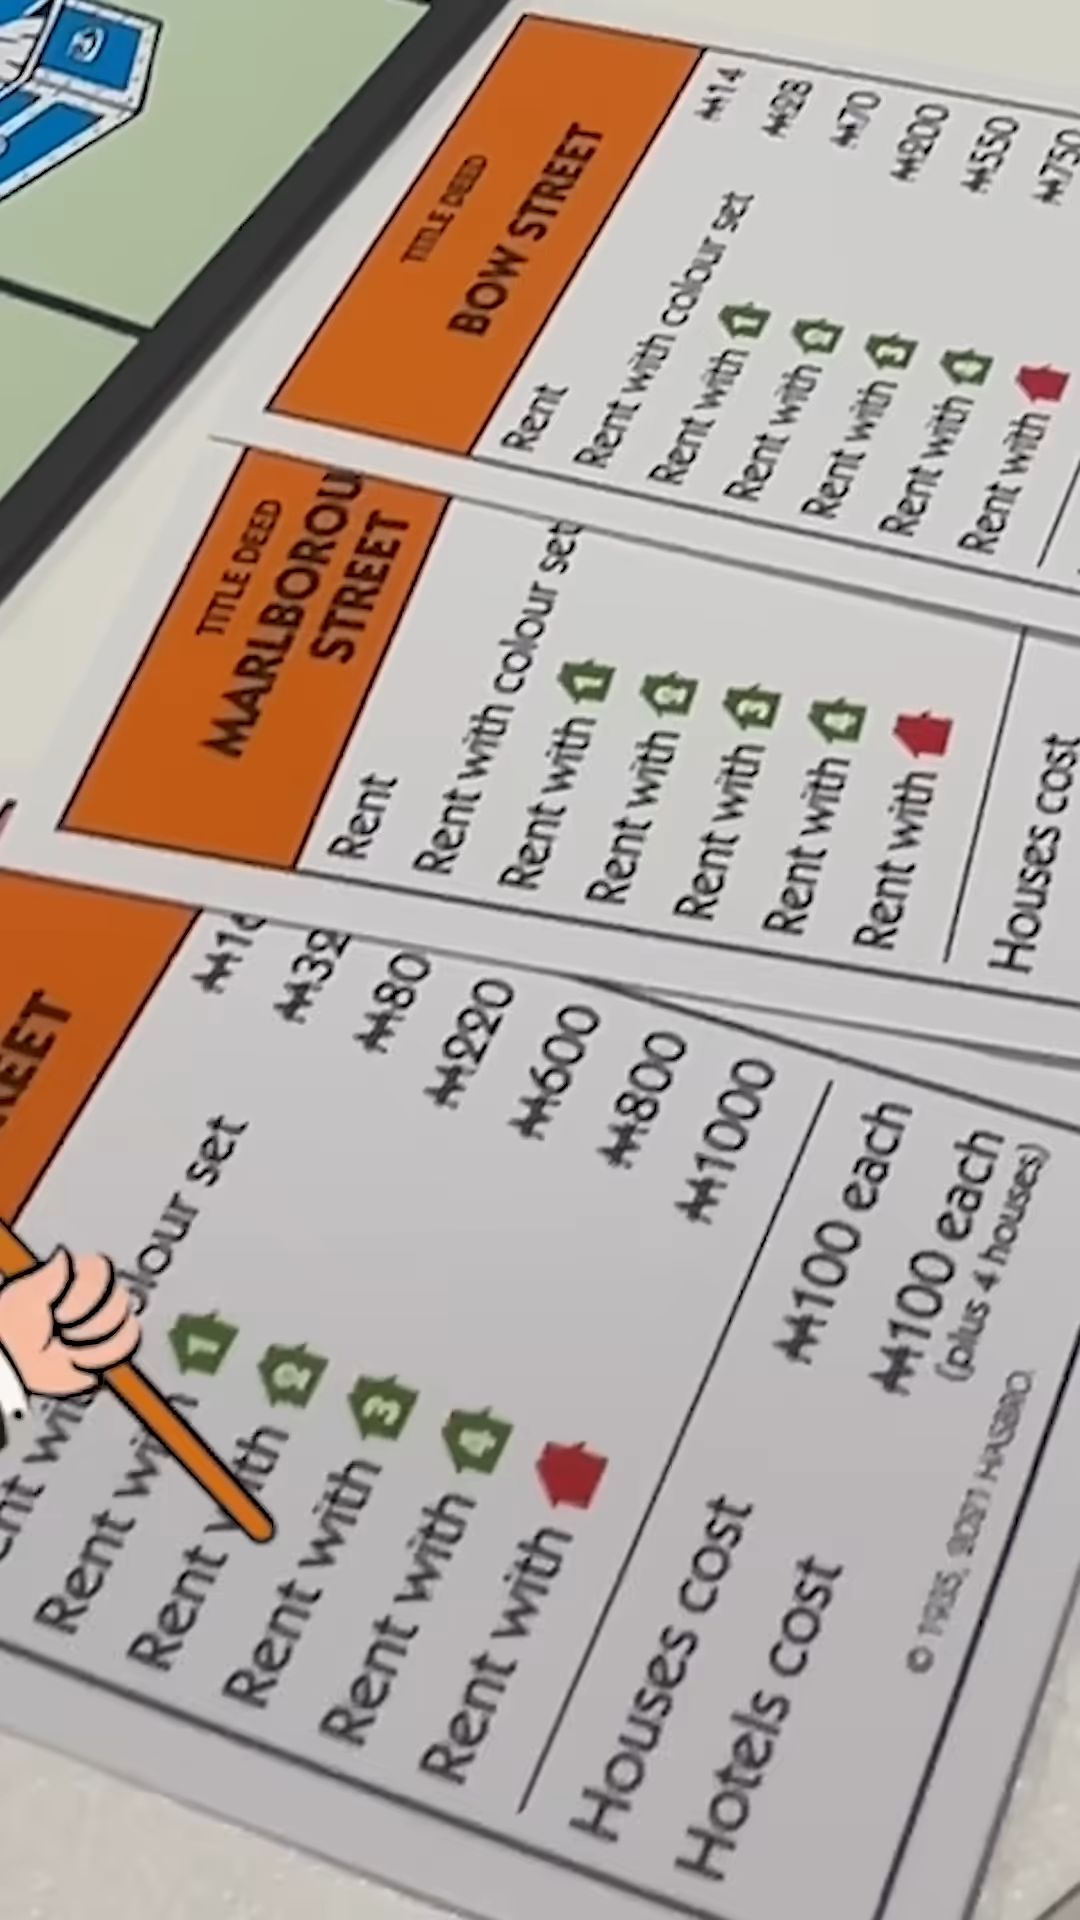 TITLE DEED
BOW STREET
Rent ₩14
Rent with colour set ₩28
Rent with 1 ₩70
Rent with 2 ₩200
Rent with 3 ₩550
Rent with 4 ₩750
Rent with
TITLE DEED
MARLBOROU
STREET
Rent
Rent with colour set
Rent with 1
Rent with 2
Rent with 3
Rent with 4
Rent with
Houses cost
REET
₩16
olour set ₩32
Rent with 1 ₩80
Rent with 2 ₩220
Rent with 3 ₩600
Rent with 4 ₩800
Rent with ₩1000
Houses cost ₩100 each
Hotels cost ₩100 each
(plus 4 houses)
© 1935, 2021 HASBRO.